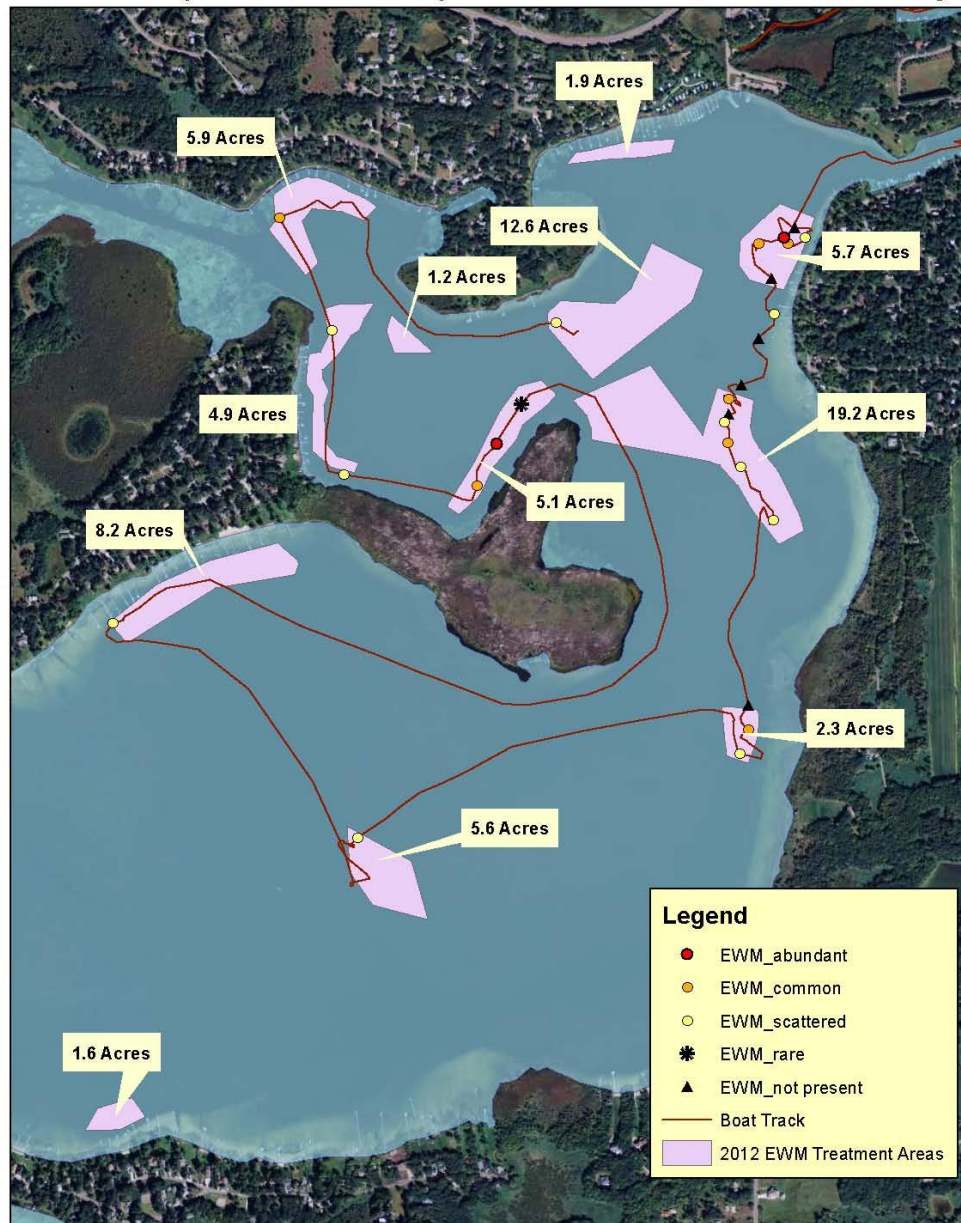 1.9 Acres
5.9 Acres
12.6 Acres
1.2 Acres
5.7 Acres
4.9 Acres
19.2 Acres
5.1 Acres
8.2 Acres
2.3 Acres
5.6 Acres
1.6 Acres
Legend
EWM_abundant
EWM_common
EWM_scattered
EWM_rare
EWM_not present
Boat Track
2012 EWM Treatment Areas